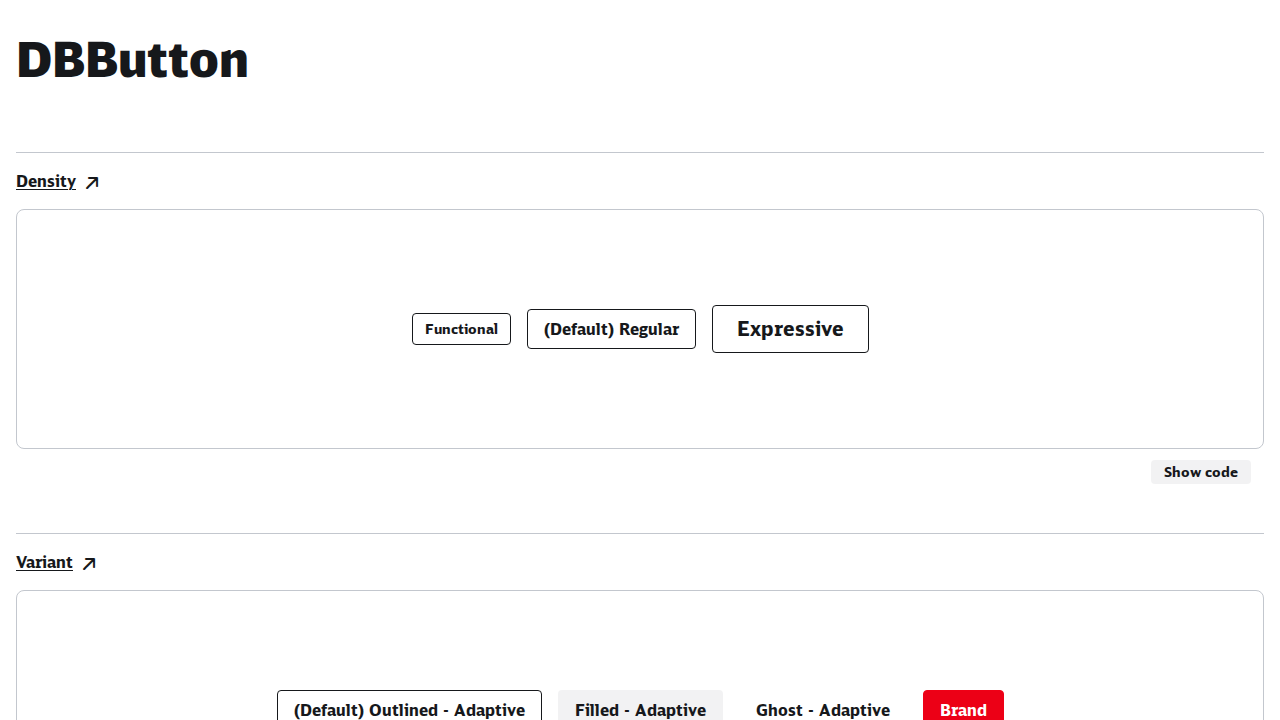 DBButton
Density
Functional
(Default) Regular
Expressive
Show code
Variant
(Default) Outlined - Adaptive
Filled - Adaptive
Ghost - Adaptive
Brand